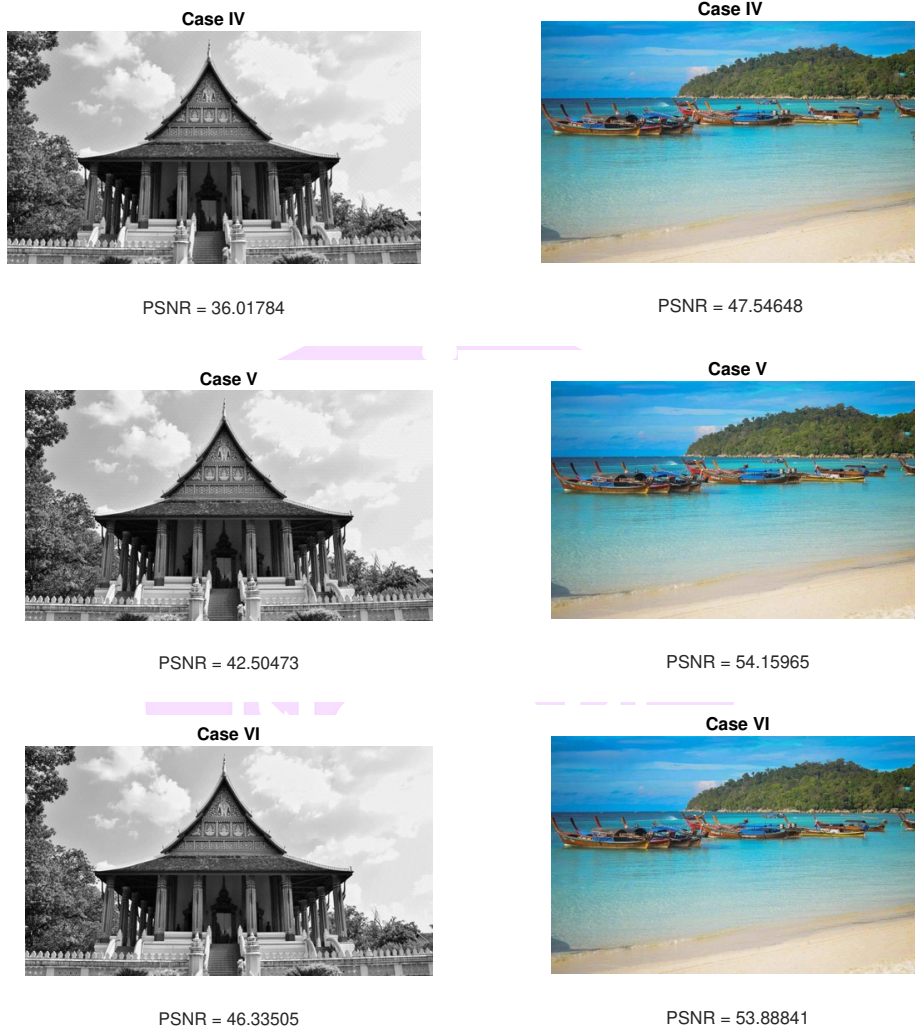 Case IV
Case IV
PSNR = 36.01784
PSNR = 47.54648
Case V
Case V
PSNR = 42.50473
PSNR = 54.15965
Case VI
Case VI
PSNR = 46.33505
PSNR = 53.88841